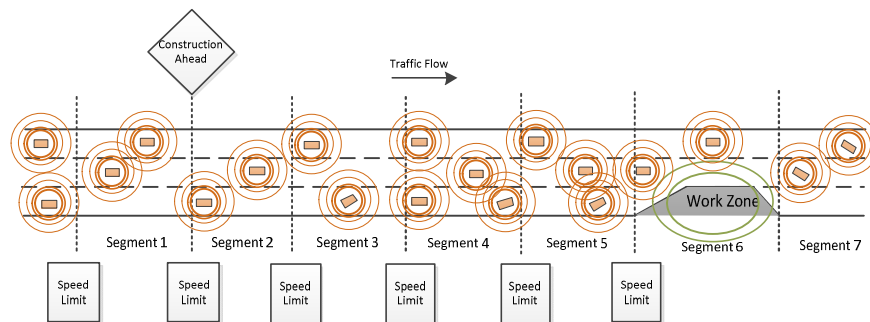 Construction
Ahead
Traffic Flow
Work Zone
Segment 1
Segment 2
Segment 3
Segment 4
Segment 5
Segment 6
Segment 7
Speed
Limit
Speed
Limit
Speed
Limit
Speed
Limit
Speed
Limit
Speed
Limit